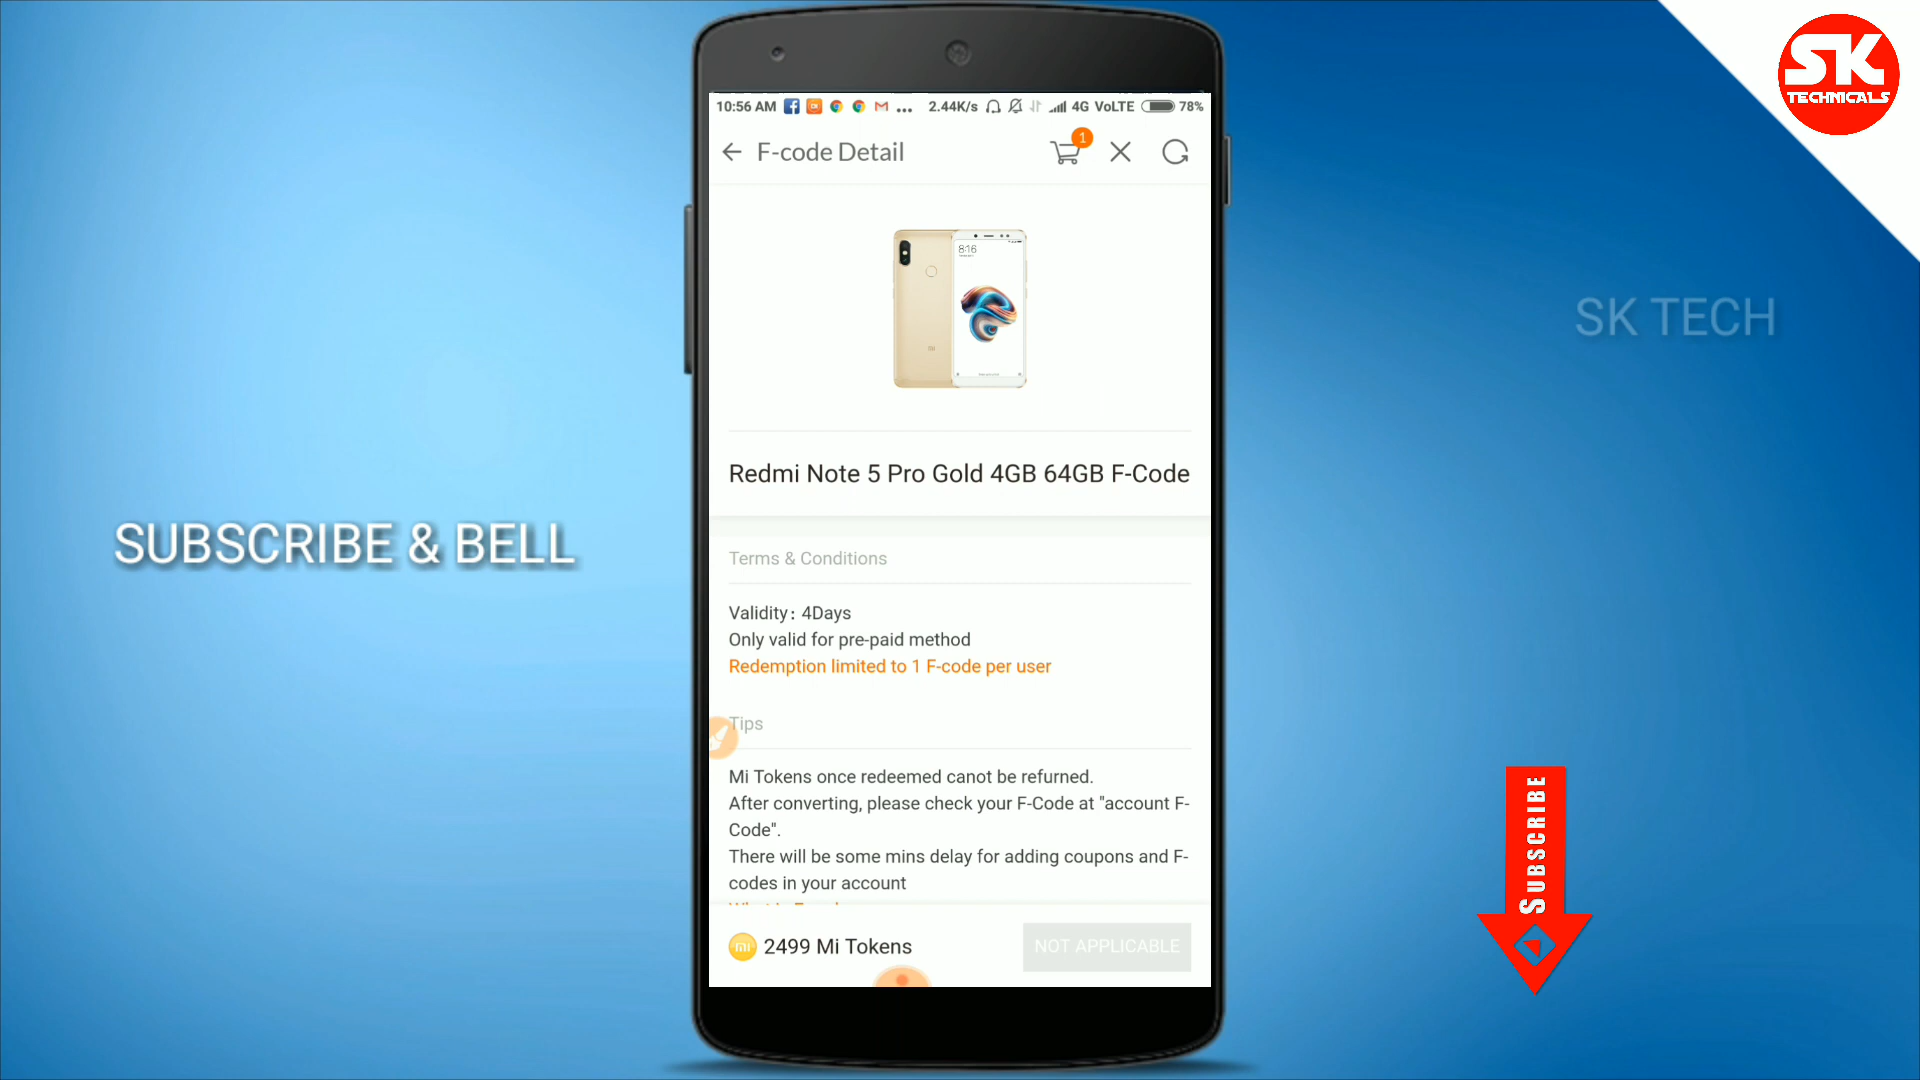 SK
TECHNICALS
10:56 AM
2.44K/s
4G VoLTE
78%
F-code Detail
1
8:16
mi
Redmi Note 5 Pro Gold 4GB 64GB F-Code
SK TECH
SUBSCRIBE & BELL
Terms & Conditions
Validity: 4Days
Only valid for pre-paid method
Redemption limited to 1 F-code per user
Tips
Mi Tokens once redeemed canot be refurned.
After converting, please check your F-Code at "account F-
Code".
There will be some mins delay for adding coupons and F-
codes in your account
mi 2499 Mi Tokens
NOT APPLICABLE
SUBSCRIBE